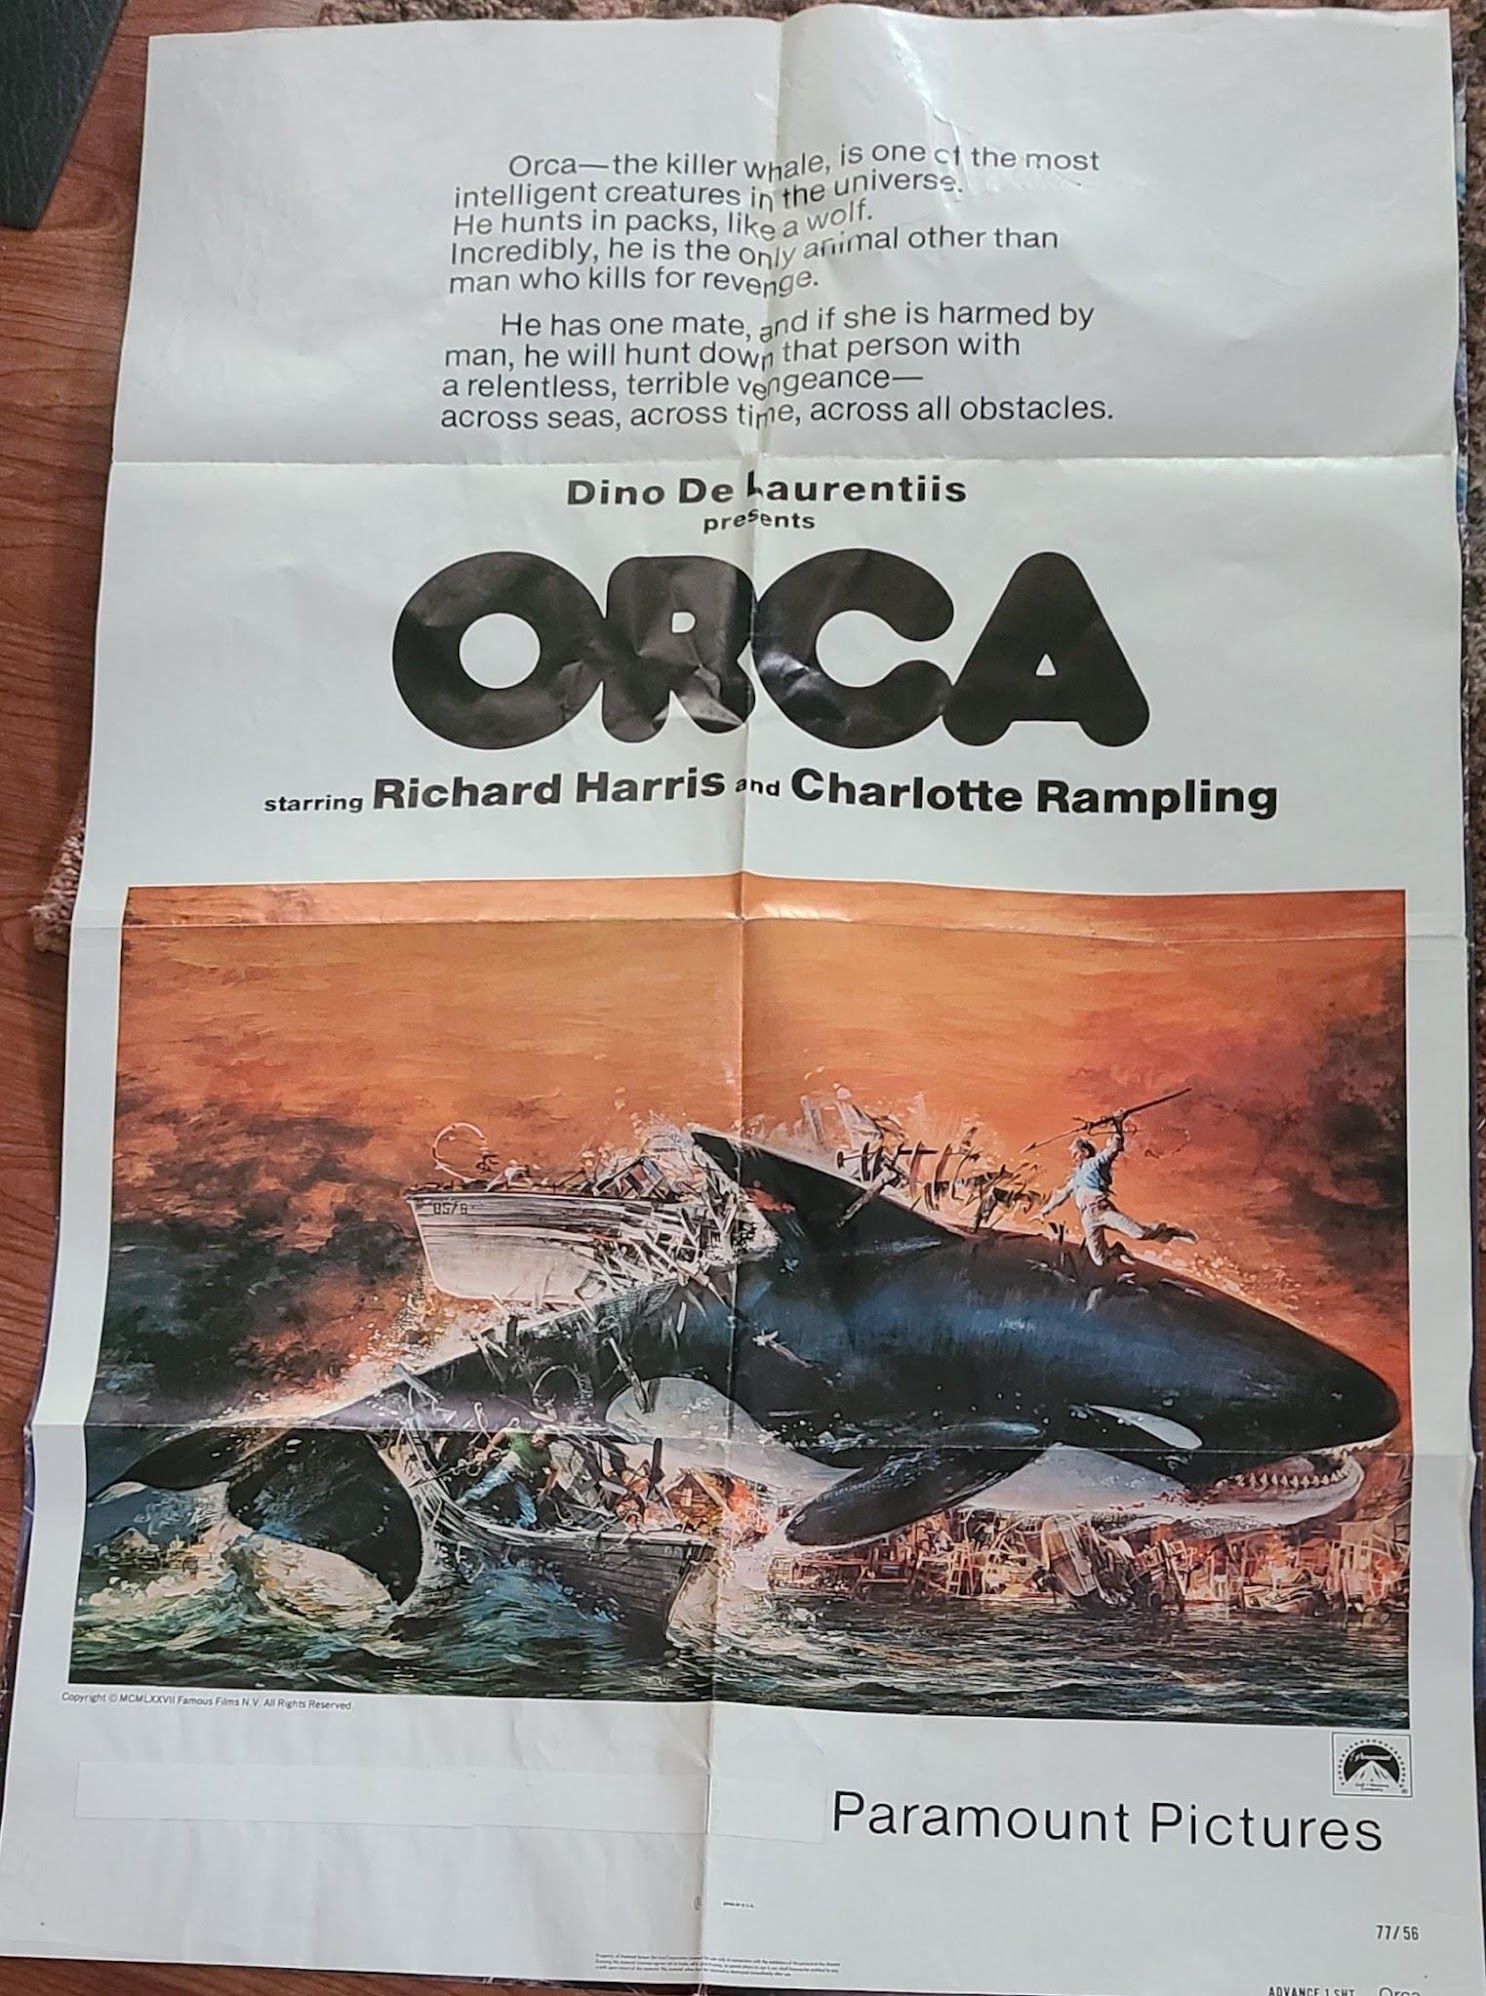 Orca—the killer whale, is one of the most
intelligent creatures in the universe.
He hunts in packs, like a wolf.
Incredibly, he is the only animal other than
man who kills for revenge.
He has one mate, and if she is harmed by
man, he will hunt down that person with
a relentless, terrible vengeance—
across seas, across time, across all obstacles.
Dino De Laurentiis
presents
ORCA
starring Richard Harris and Charlotte Rampling
Copyright © MCMLXXVII Famous Films N.V. All Rights Reserved
Paramount
Paramount Pictures
77/56
ADVANCE 1 SHT Orca